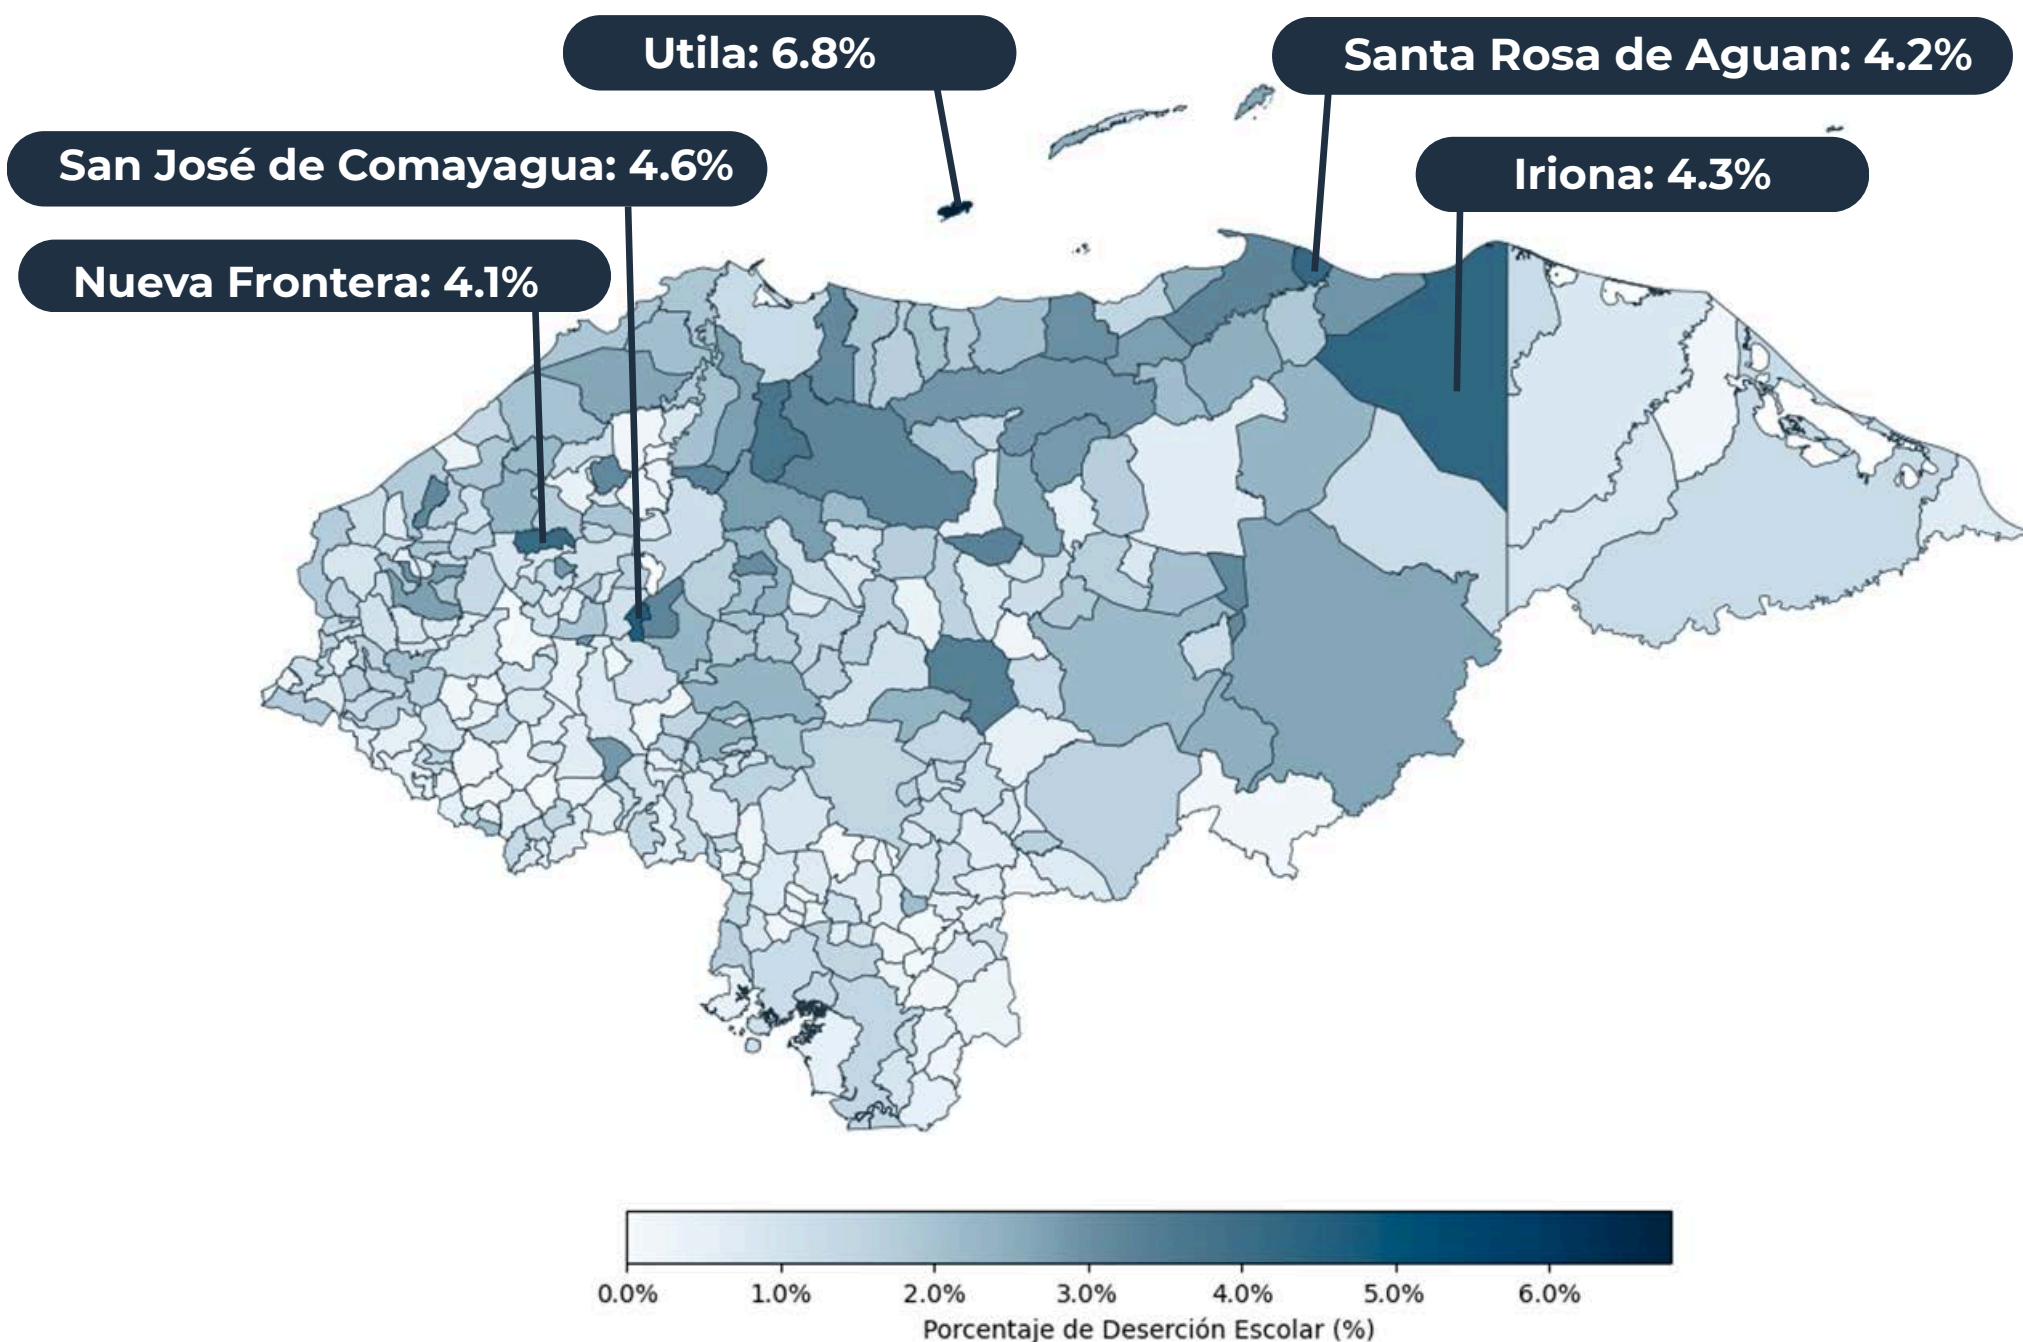 Utila: 6.8%
Santa Rosa de Aguan: 4.2%
San José de Comayagua: 4.6%
Iriona: 4.3%
Nueva Frontera: 4.1%
0.0% 1.0% 2.0% 3.0% 4.0% 5.0% 6.0%
Porcentaje de Deserción Escolar (%)